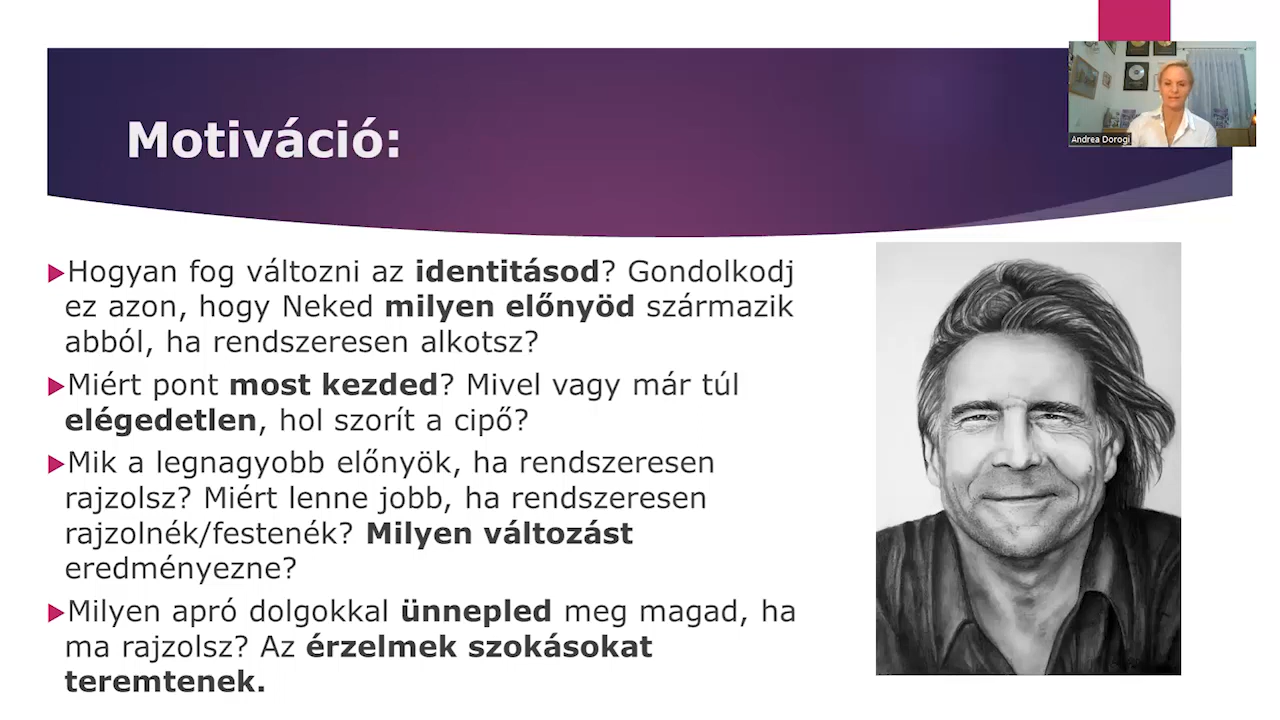 Motiváció:
Andrea Dorogi
Hogyan fog változni az identitásod? Gondolkodj
ez azon, hogy Neked milyen előnyöd származik
abból, ha rendszeresen alkotsz?
Miért pont most kezded? Mivel vagy már túl
elégedetlen, hol szorít a cipő?
Mik a legnagyobb előnyök, ha rendszeresen
rajzolsz? Miért lenne jobb, ha rendszeresen
rajzolnék/festenék? Milyen változást
eredményezne?
Milyen apró dolgokkal ünnepled meg magad, ha
ma rajzolsz? Az érzelmek szokásokat
teremtenek.